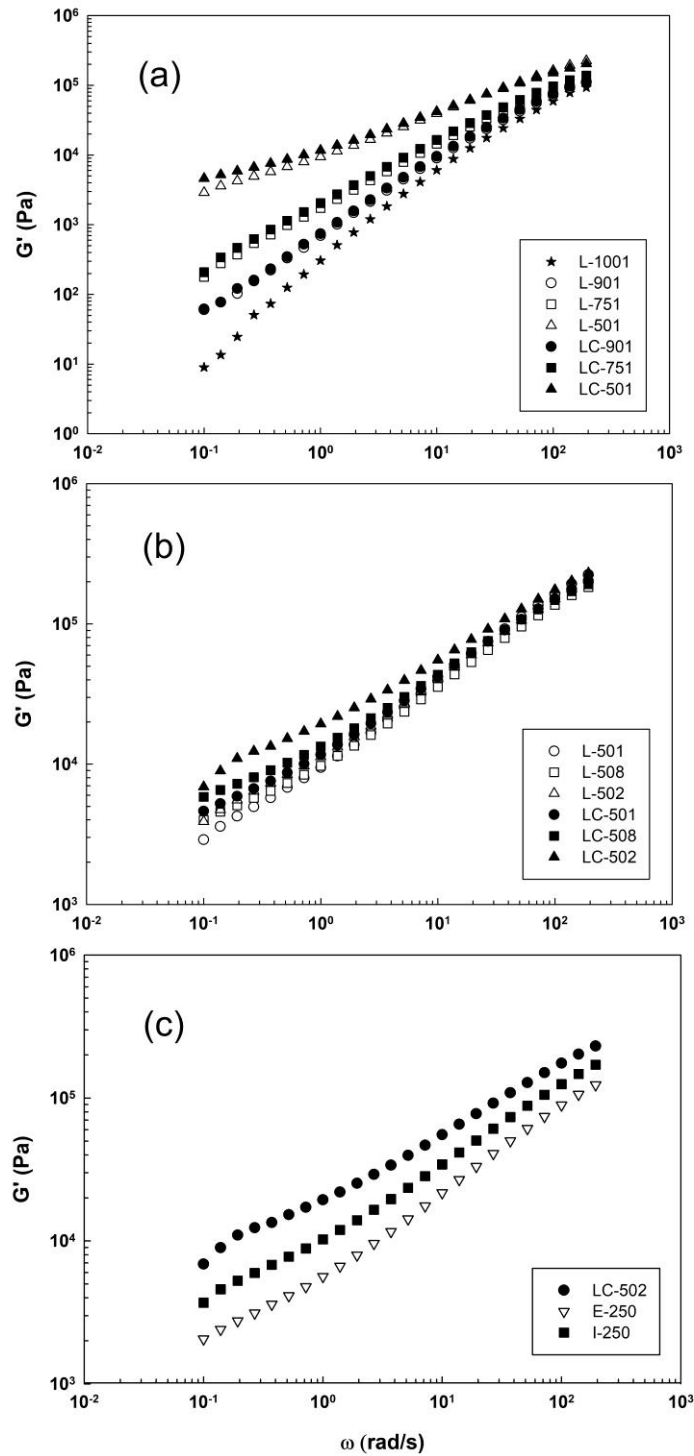 (a)
G' (Pa)
10⁶
10⁵
10⁴
10³
10²
10¹
10⁰
10⁻²
10⁻¹
10⁰
10¹
10²
10³
L-1001
L-901
L-751
L-501
LC-901
LC-751
LC-501
(b)
G' (Pa)
10⁶
10⁵
10⁴
10³
10⁻²
10⁻¹
10⁰
10¹
10²
10³
L-501
L-508
L-502
LC-501
LC-508
LC-502
(c)
G' (Pa)
10⁶
10⁵
10⁴
10³
10⁻²
10⁻¹
10⁰
10¹
10²
10³
LC-502
E-250
I-250
ω (rad/s)